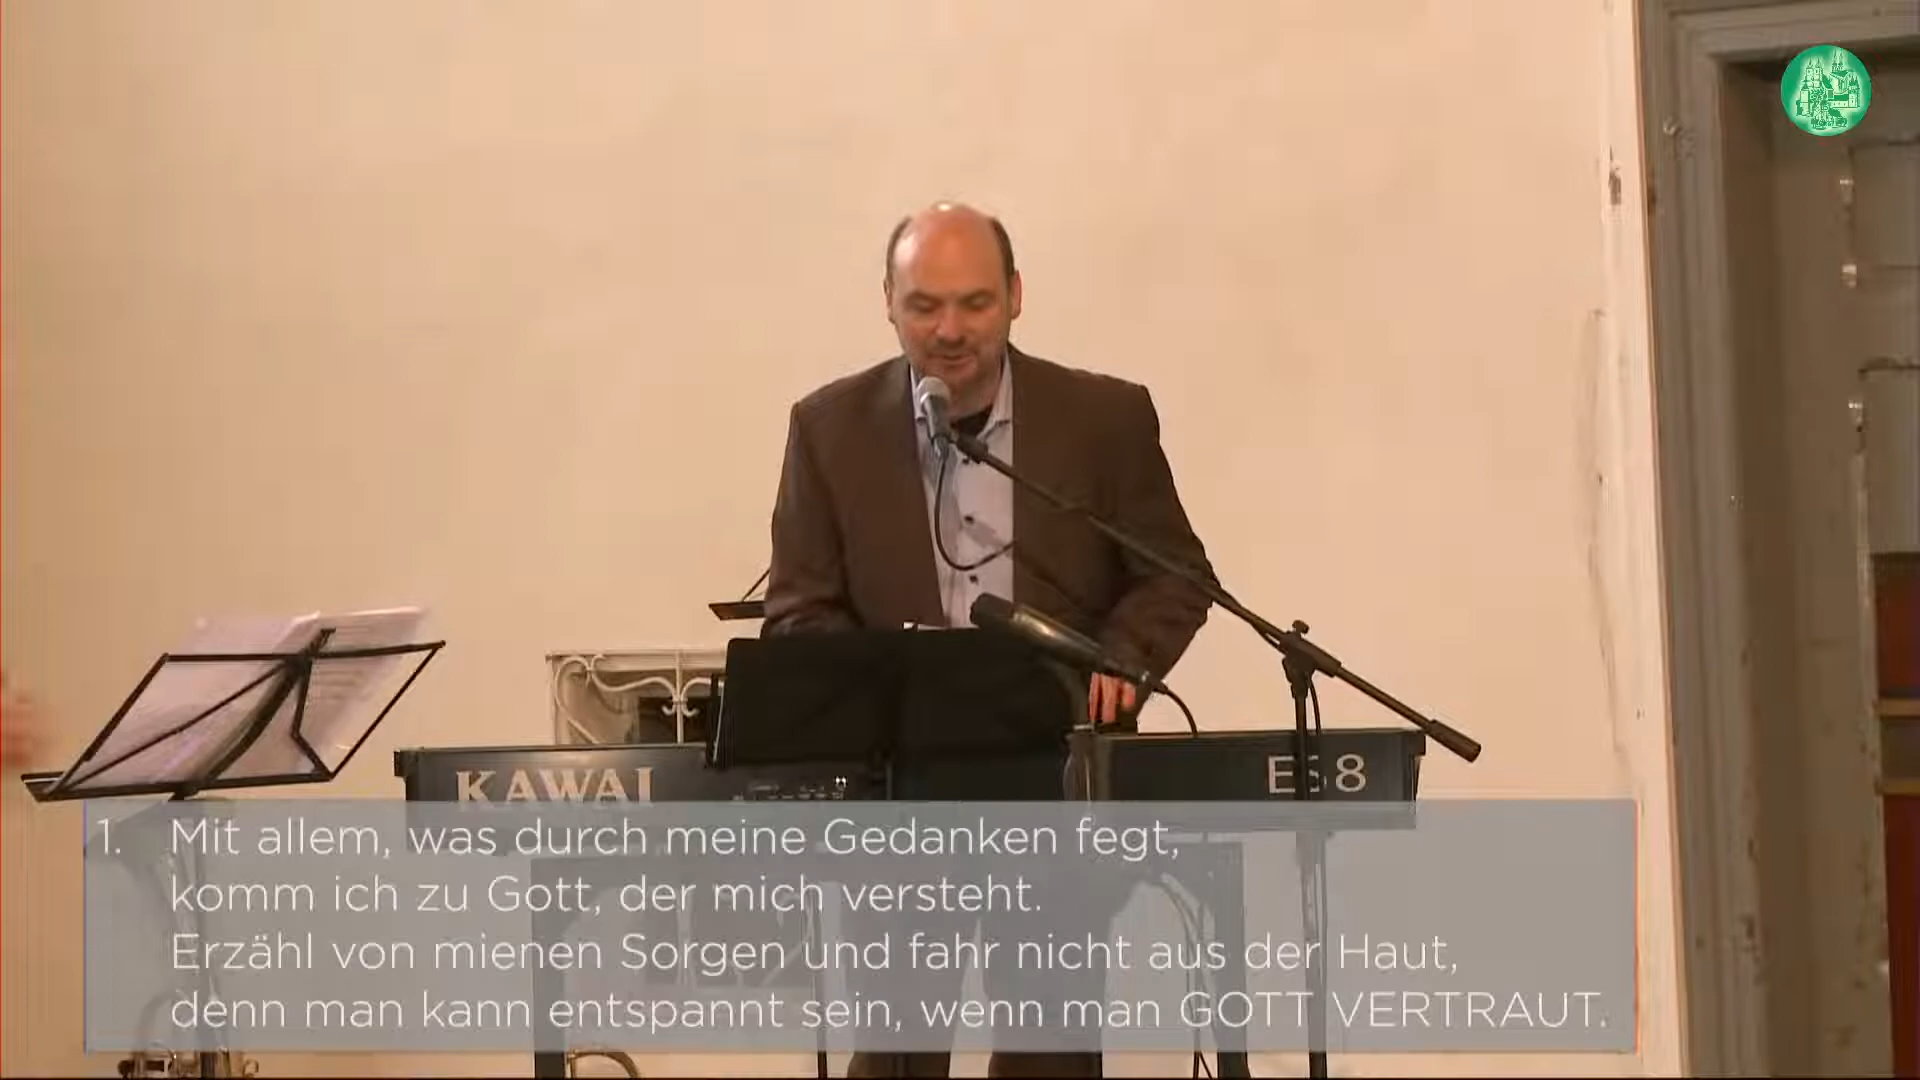 KAWAI
ES8
1. Mit allem, was durch meine Gedanken fegt,
komm ich zu Gott, der mich versteht.
Erzähl von mienen Sorgen und fahr nicht aus der Haut,
denn man kann entspannt sein, wenn man GOTT VERTRAUT.